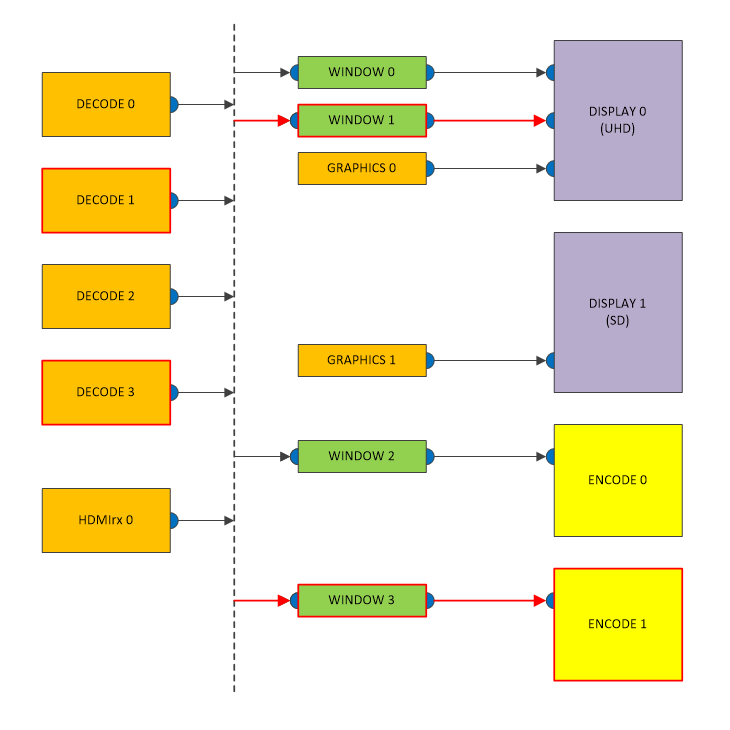 DECODE 0
DECODE 1
DECODE 2
DECODE 3
HDMIrx 0
WINDOW 0
WINDOW 1
GRAPHICS 0
GRAPHICS 1
WINDOW 2
WINDOW 3
DISPLAY 0
(UHD)
DISPLAY 1
(SD)
ENCODE 0
ENCODE 1